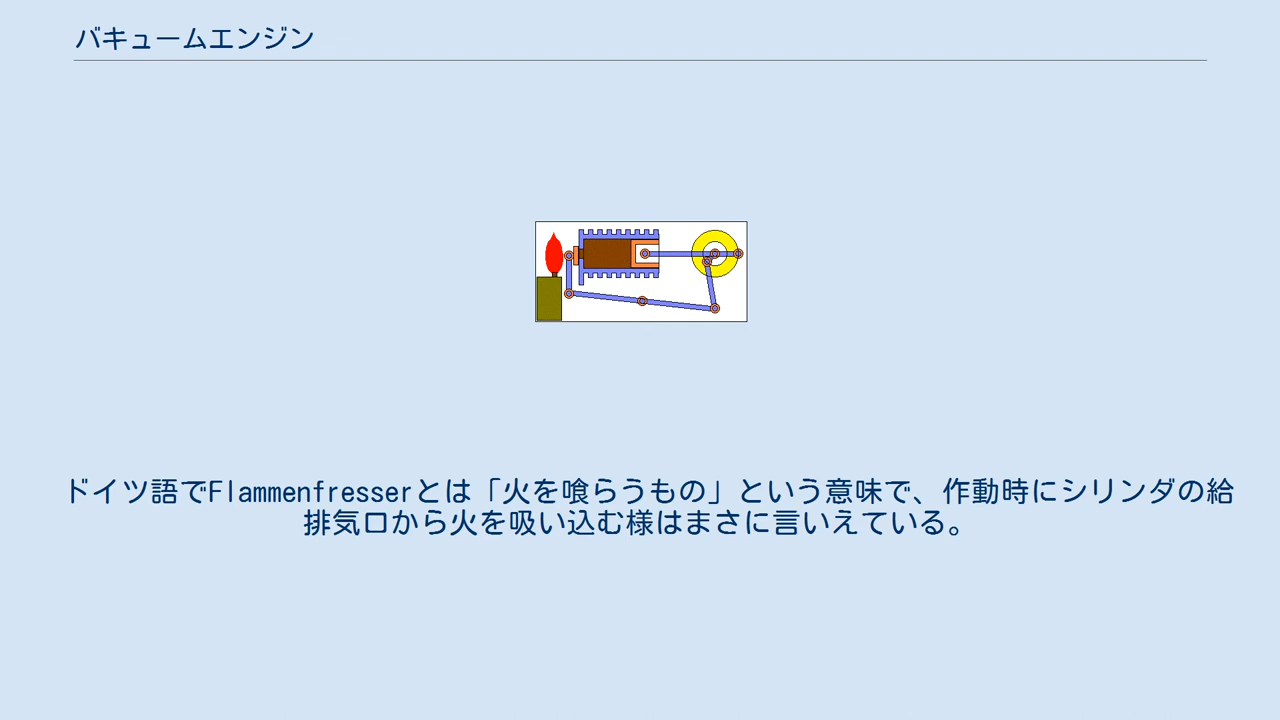 バキュームエンジン
ドイツ語でFlammenfresserとは「火を喰らうもの」という意味で、作動時にシリンダの給
排気口から火を吸い込む様はまさに言いえている。